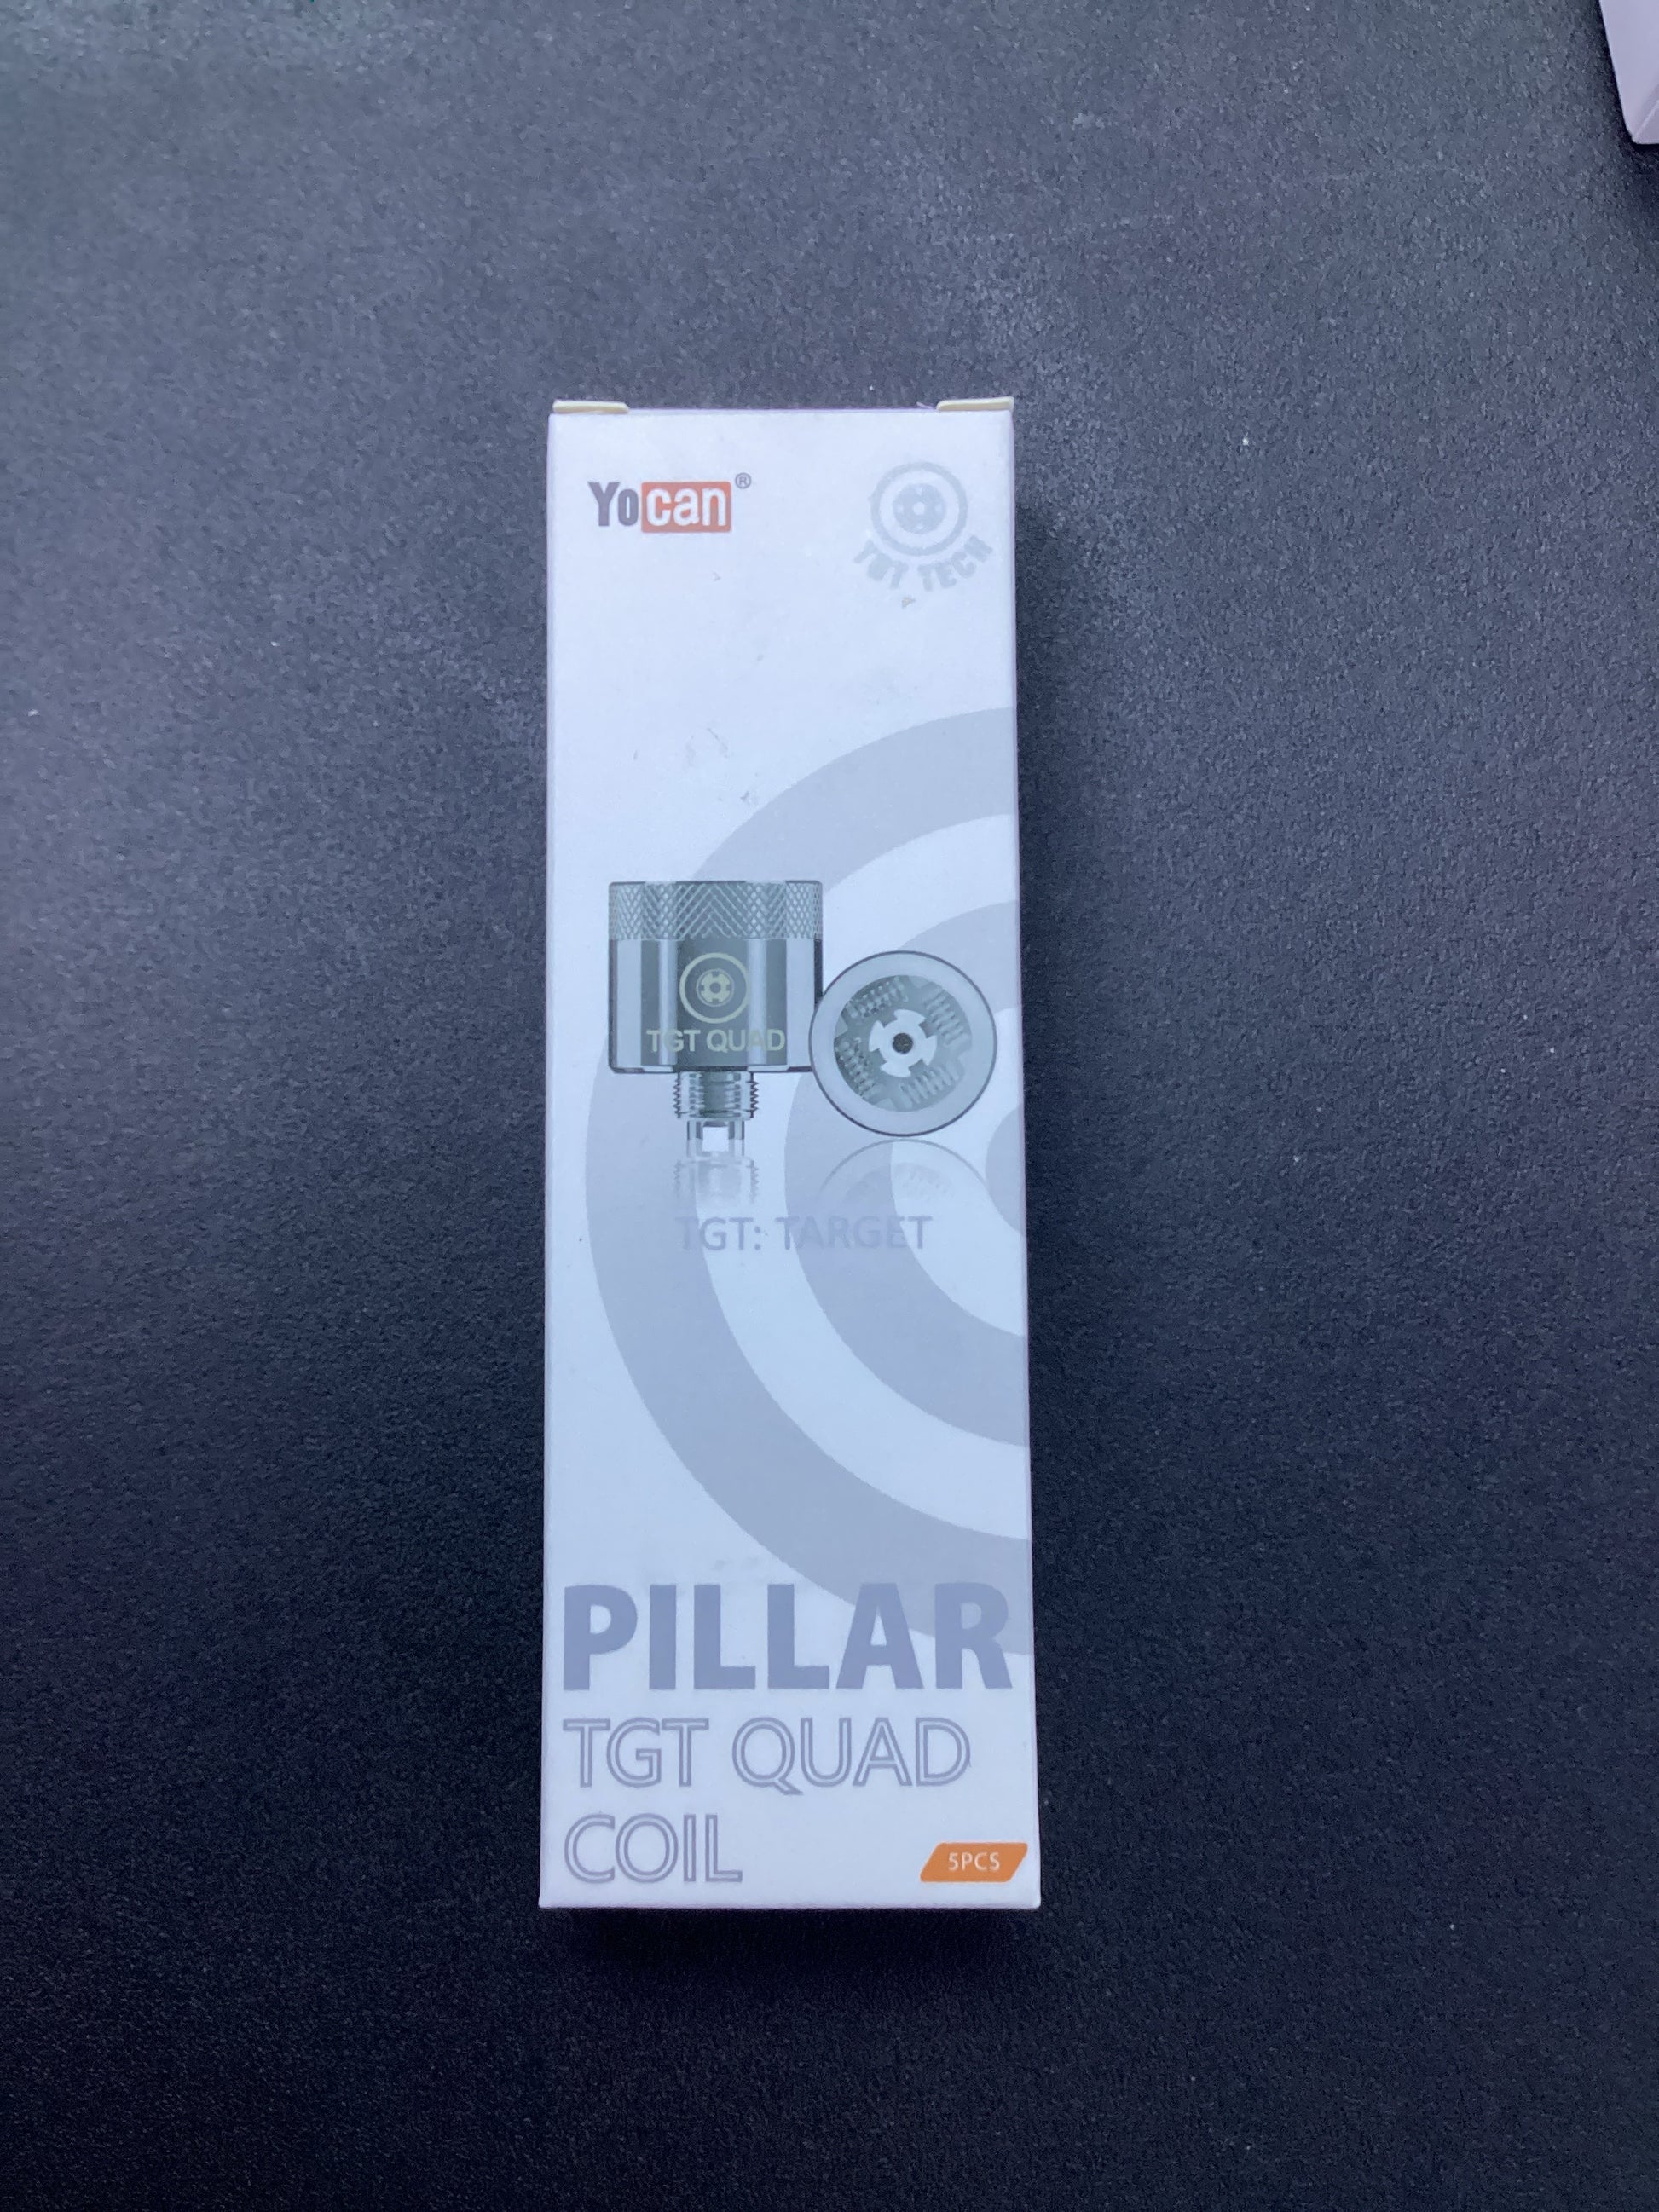 Yocan®
TGT TECH
TGT QUAD
TGT: TARGET
PILLAR
TGT QUAD
COIL
5PCS